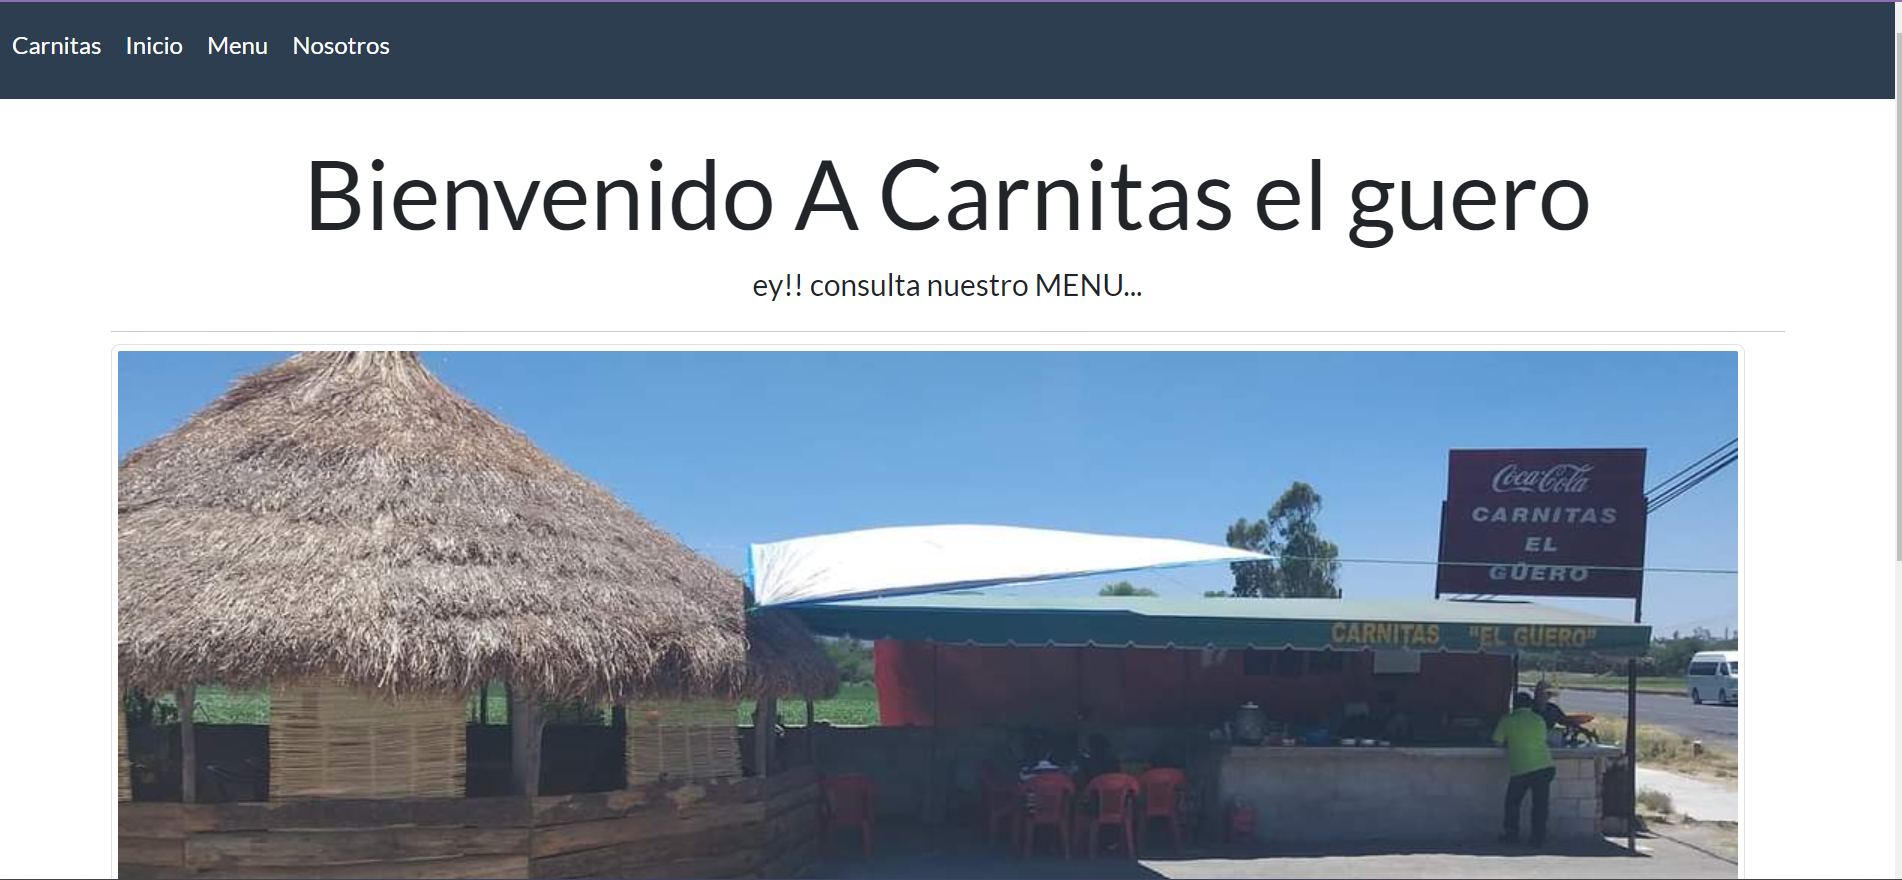 Carnitas Inicio Menu Nosotros
Bienvenido A Carnitas el guero
ey!! consulta nuestro MENU...
Coca-Cola
CARNITAS
EL
GÜERO
CARNITAS "EL GUERO"